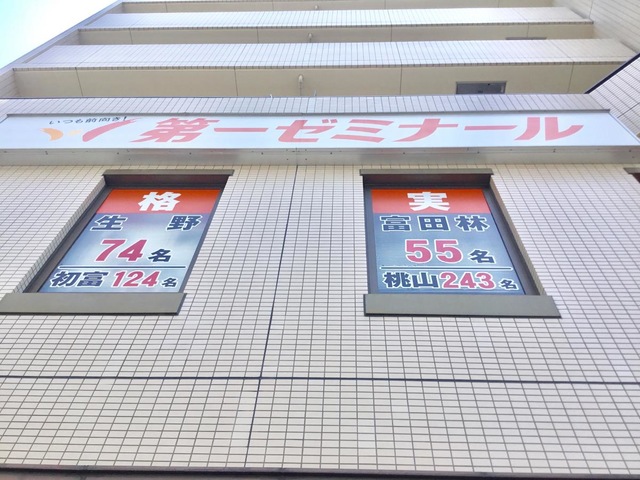 いつも前向き!
第一ゼミナール
格
生野
74名
初富124名
実
富田林
55名
桃山243名